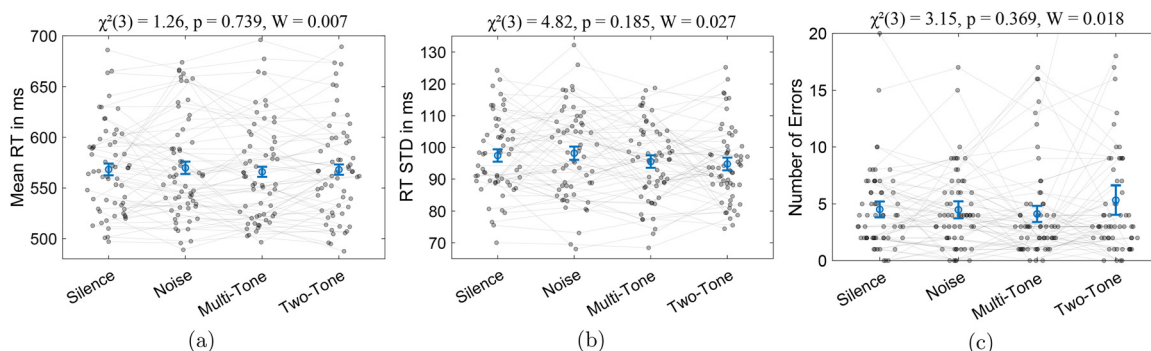 χ²(3) = 1.26, p = 0.739, W = 0.007
Mean RT in ms
700
650
600
550
500
Silence
Noise
Multi-Tone
Two-Tone
(a)
χ²(3) = 4.82, p = 0.185, W = 0.027
RT STD in ms
130
120
110
100
90
80
70
Silence
Noise
Multi-Tone
Two-Tone
(b)
χ²(3) = 3.15, p = 0.369, W = 0.018
Number of Errors
20
15
10
5
0
Silence
Noise
Multi-Tone
Two-Tone
(c)